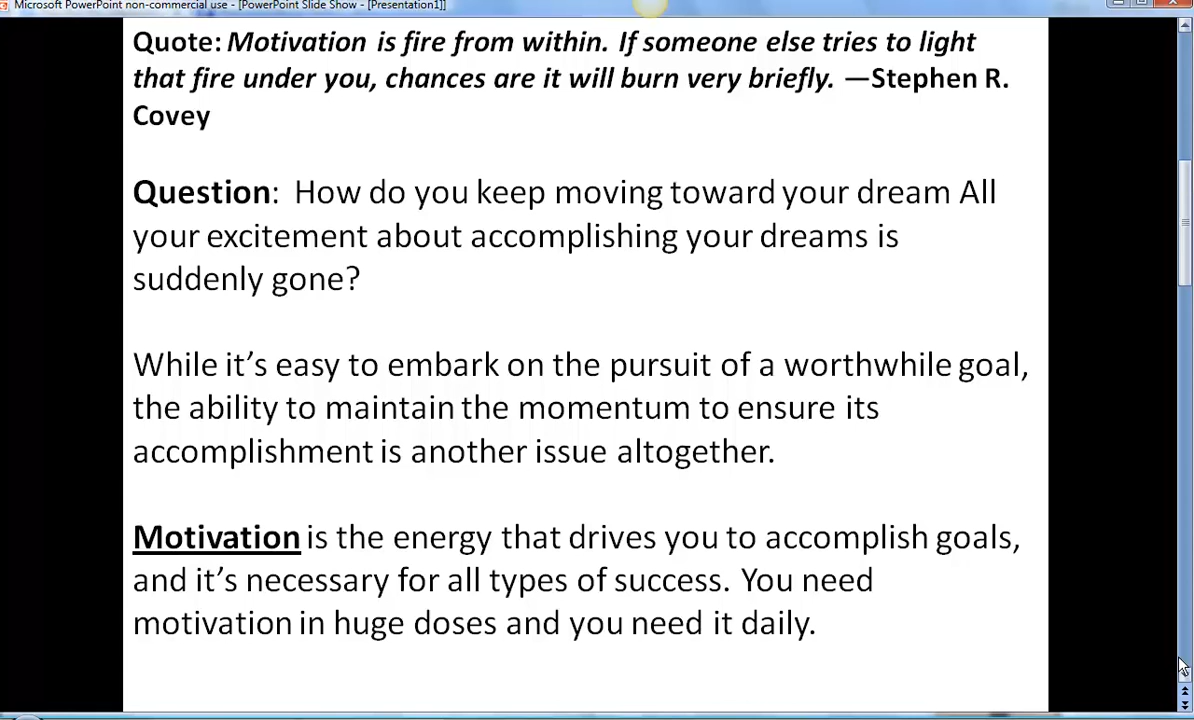 Microsoft PowerPoint non-commercial use - [PowerPoint Slide Show - [Presentation1]]
Quote: Motivation is fire from within. If someone else tries to light
that fire under you, chances are it will burn very briefly. —Stephen R.
Covey
Question:  How do you keep moving toward your dream All
your excitement about accomplishing your dreams is
suddenly gone?
While it’s easy to embark on the pursuit of a worthwhile goal,
the ability to maintain the momentum to ensure its
accomplishment is another issue altogether.
Motivation is the energy that drives you to accomplish goals,
and it’s necessary for all types of success. You need
motivation in huge doses and you need it daily.